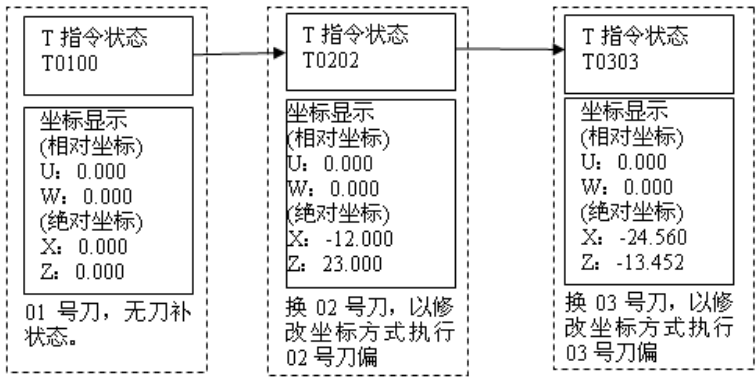 T 指令状态
T0100
坐标显示
(相对坐标)
U: 0.000
W: 0.000
(绝对坐标)
X: 0.000
Z: 0.000
01 号刀，无刀补
状态。
T 指令状态
T0202
坐标显示
(相对坐标)
U: 0.000
W: 0.000
(绝对坐标)
X: -12.000
Z: 23.000
换 02 号刀，以修
改坐标方式执行
02 号刀偏
T 指令状态
T0303
坐标显示
(相对坐标)
U: 0.000
W: 0.000
(绝对坐标)
X: -24.560
Z: -13.452
换 03 号刀，以修
改坐标方式执行
03 号刀偏